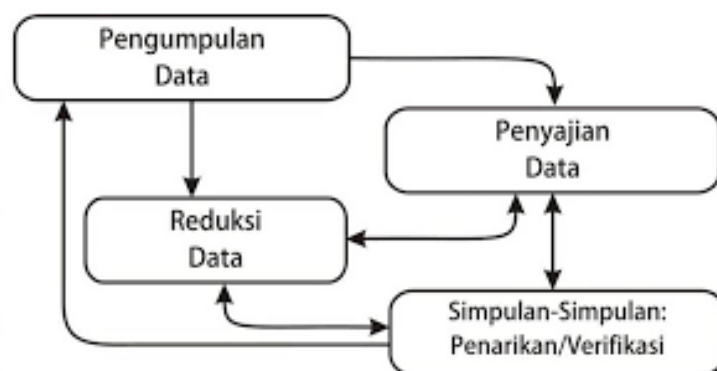 Pengumpulan
Data
Penyajian
Data
Reduksi
Data
Simpulan-Simpulan:
Penarikan/Verifikasi